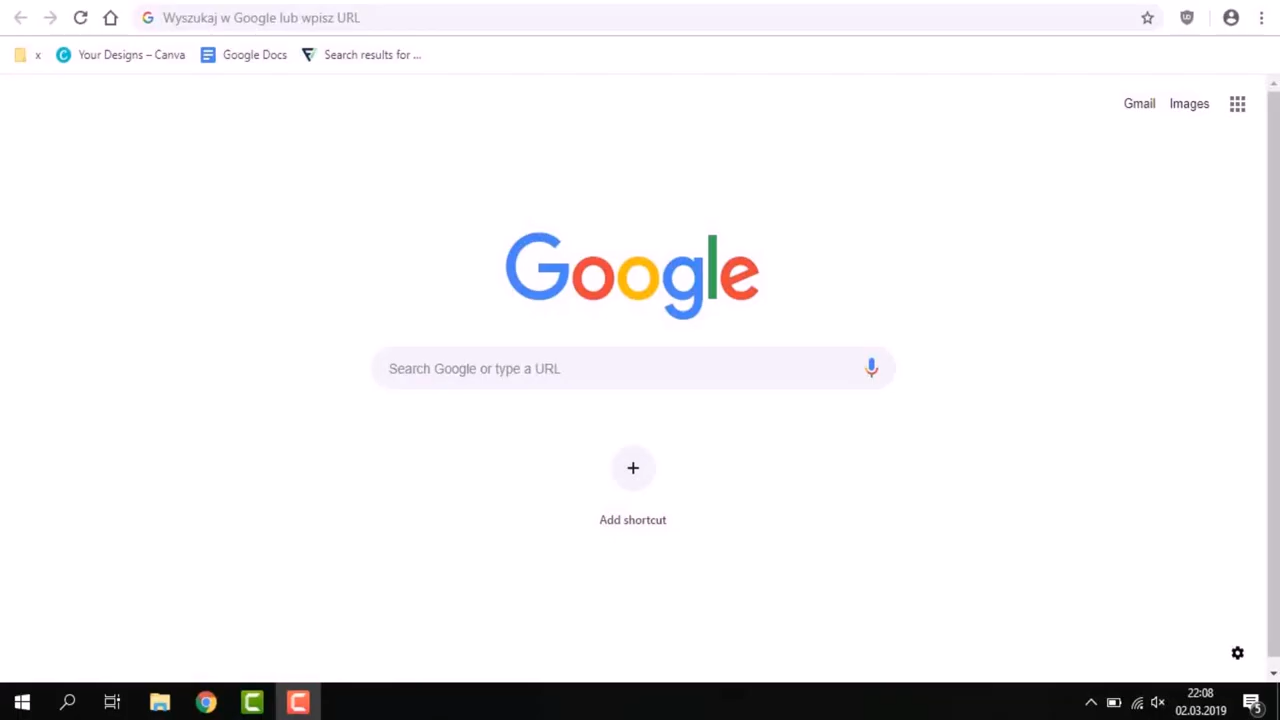 Wyszukaj w Google lub wpisz URL
x Your Designs – Canva Google Docs Search results for ...
Gmail Images
Google
Search Google or type a URL
Add shortcut
22:08
02.03.2019
5